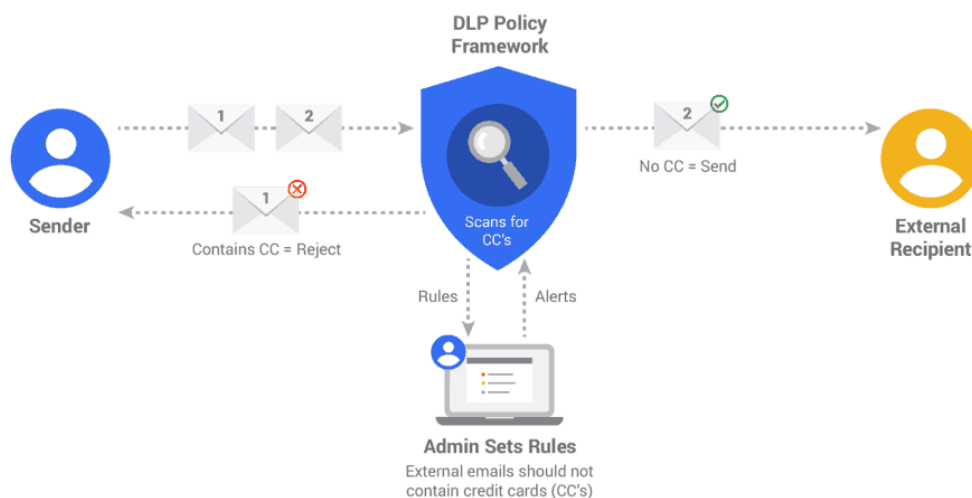 DLP Policy
Framework
1
2
2
No CC = Send
Sender
1
Contains CC = Reject
Scans for
CC's
External
Recipient
Rules
Alerts
Admin Sets Rules
External emails should not
contain credit cards (CC's)